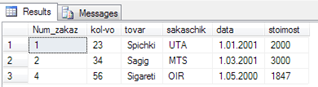 Results Messages
Num_zakaz kol-vo tovar sakaschik data stoimost
1 1 23 Spichki UTA 1.01.2001 2000
2 2 34 Sagig MTS 1.03.2001 3000
3 4 56 Sigareti OIR 1.05.2000 1847